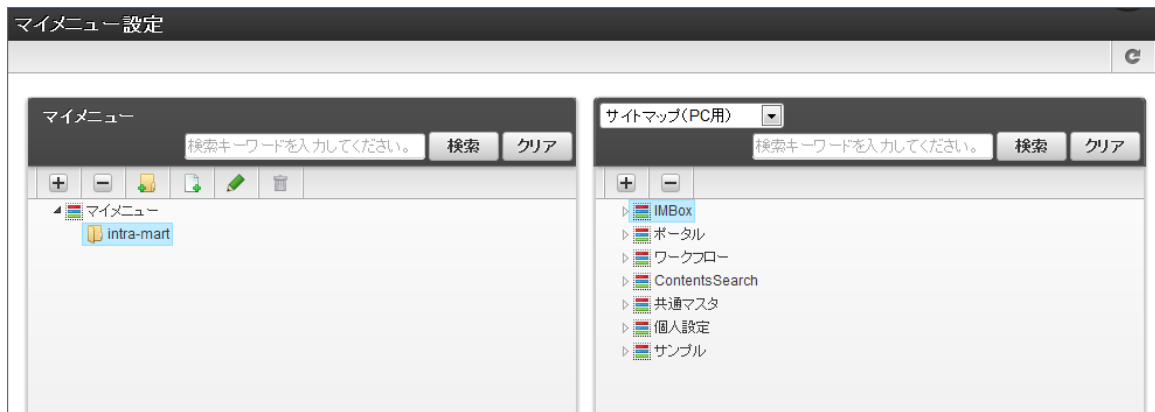 マイメニュー設定
マイメニュー
検索キーワードを入力してください。 検索 クリア
マイメニュー
intra-mart
サイトマップ(PC用)
検索キーワードを入力してください。 検索 クリア
IMBox
ポータル
ワークフロー
ContentsSearch
共通マスタ
個人設定
サンプル